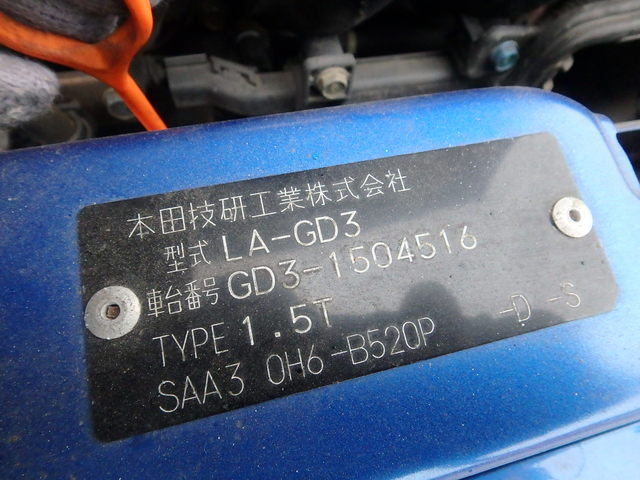 本田技研工業株式会社
型式 LA-GD3
車台番号 GD3-1504516
TYPE 1.5T
SAA3 0H6-B520P -D -S